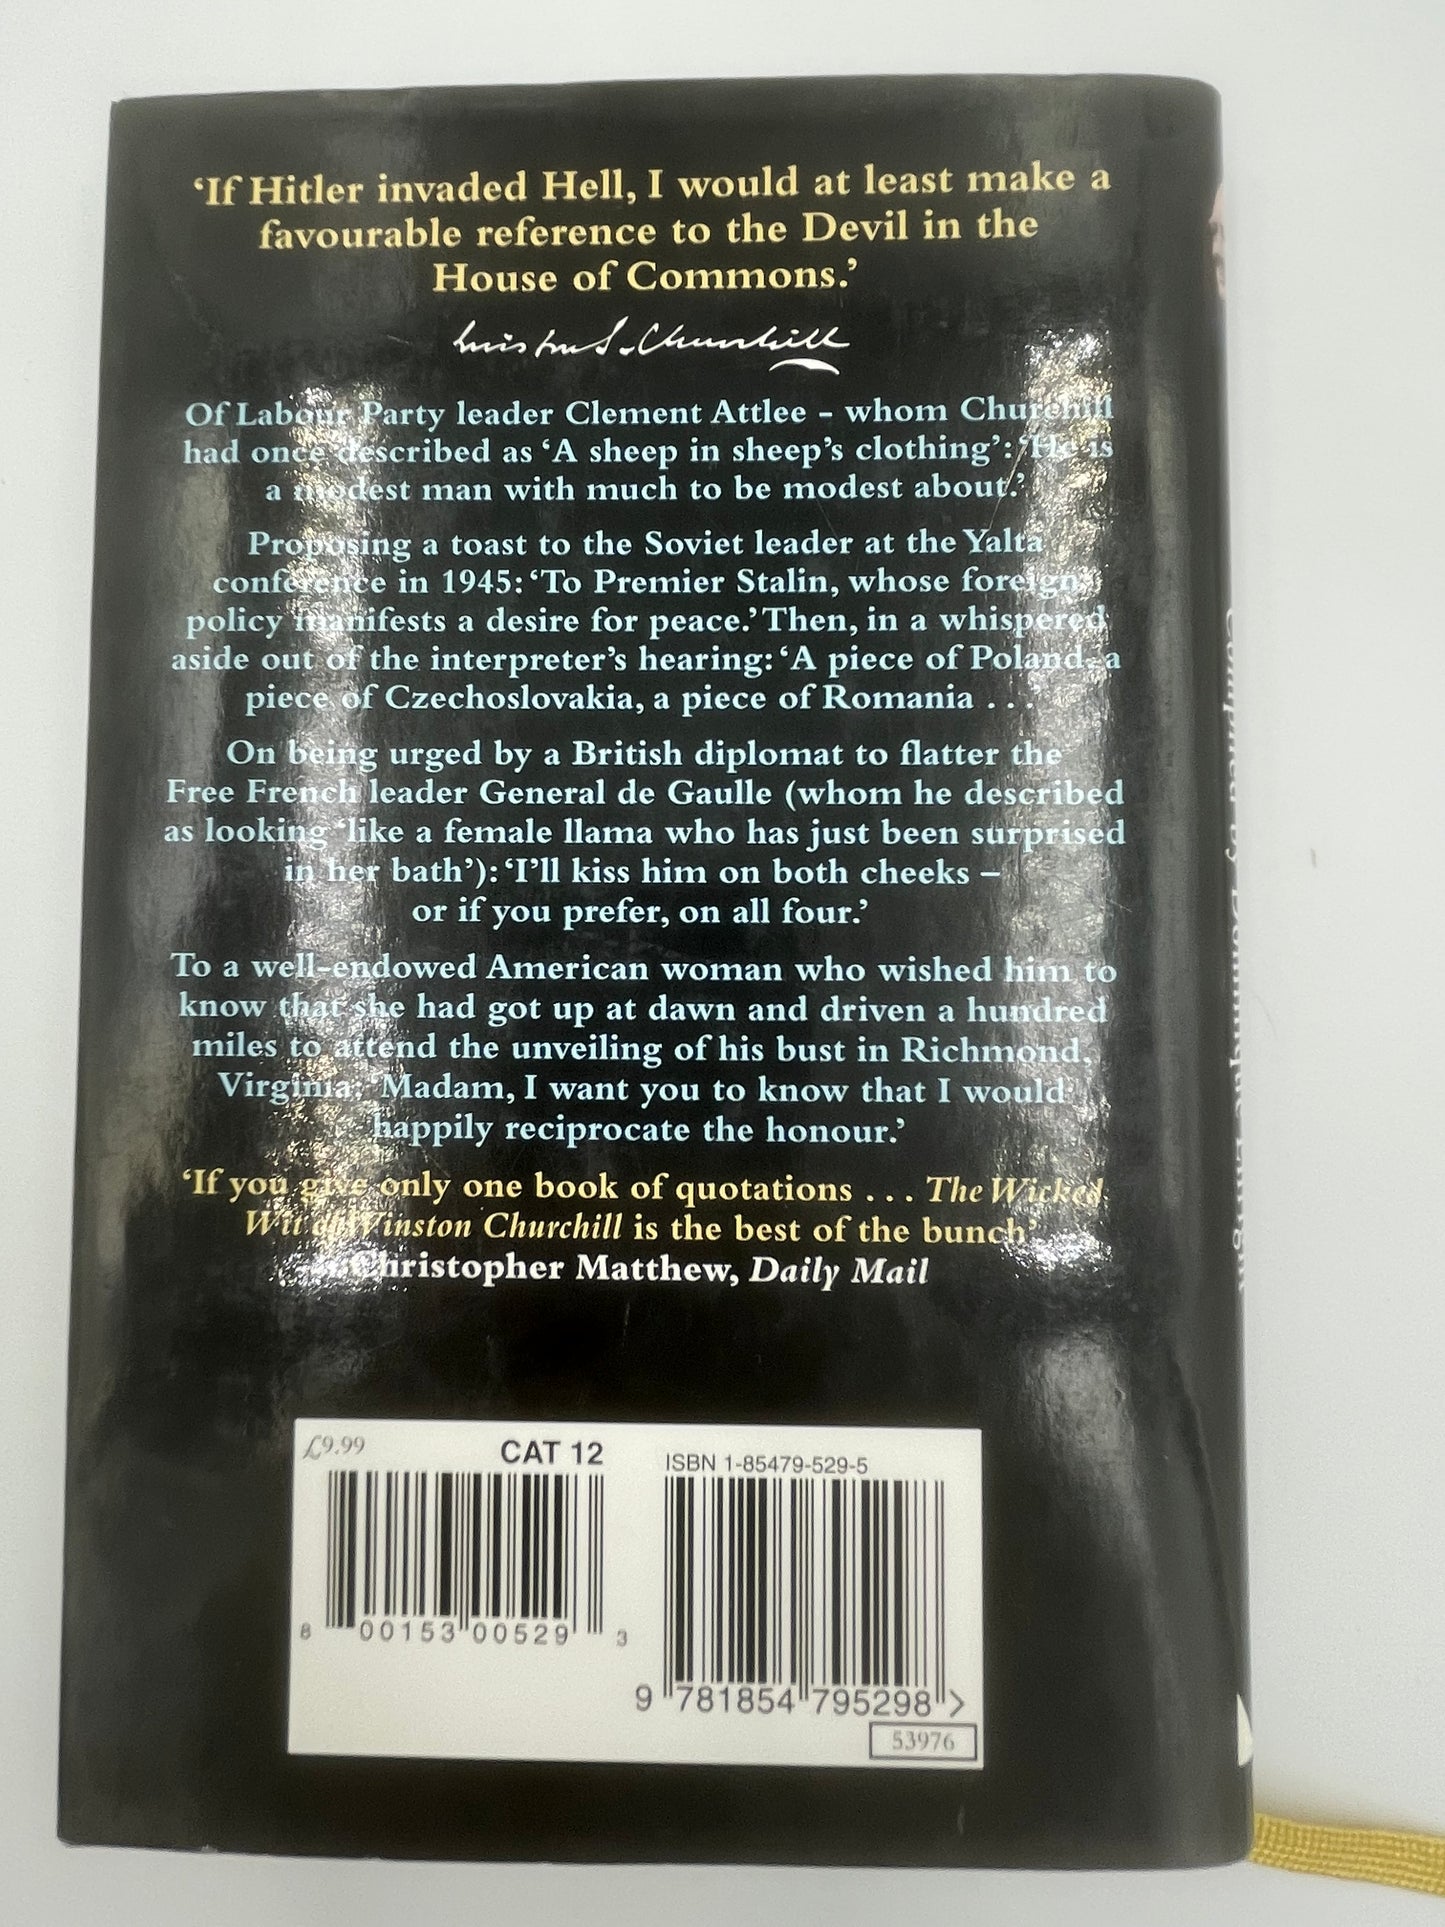 ‘If Hitler invaded Hell, I would at least make a
favourable reference to the Devil in the
House of Commons.’
Winston S. Churchill
Of Labour Party leader Clement Attlee – whom Churchill
had once described as ‘A sheep in sheep’s clothing’: ‘He is
a modest man with much to be modest about.’
Proposing a toast to the Soviet leader at the Yalta
conference in 1945: ‘To Premier Stalin, whose foreign
policy manifests a desire for peace.’ Then, in a whispered
aside out of the interpreter’s hearing: ‘A piece of Poland, a
piece of Czechoslovakia, a piece of Romania . . .’
On being urged by a British diplomat to flatter the
Free French leader General de Gaulle (whom he described
as looking ‘like a female llama who has just been surprised
in her bath’): ‘I’ll kiss him on both cheeks –
or if you prefer, on all four.’
To a well-endowed American woman who wished him to
know that she had got up at dawn and driven a hundred
miles to attend the unveiling of his bust in Richmond,
Virginia: ‘Madam, I want you to know that I would
happily reciprocate the honour.’
‘If you give only one book of quotations . . . The Wicked
Wit of Winston Churchill is the best of the bunch’
Christopher Matthew, Daily Mail
£9.99
CAT 12
ISBN 1-85479-529-5
8 00153 00529 3
9 781854 795298 >
53976
Compiled by Dominique Enright